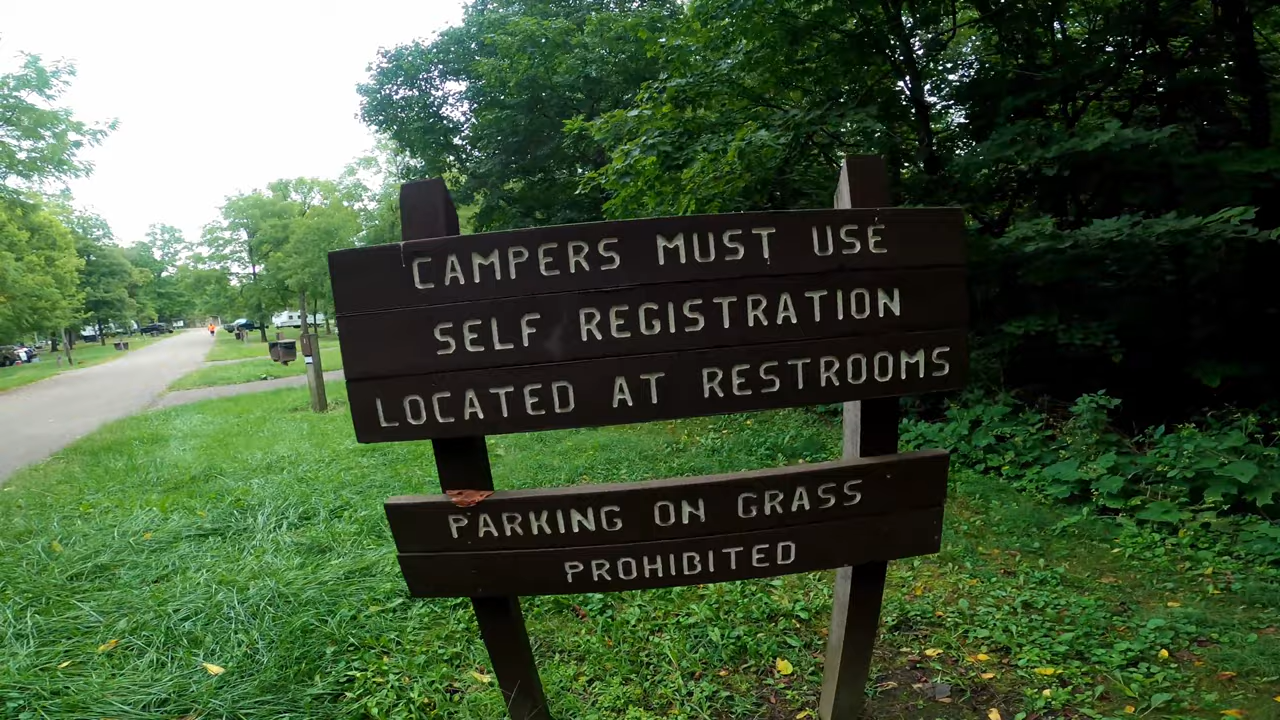 CAMPERS MUST USE
SELF REGISTRATION
LOCATED AT RESTROOMS
PARKING ON GRASS
PROHIBITED